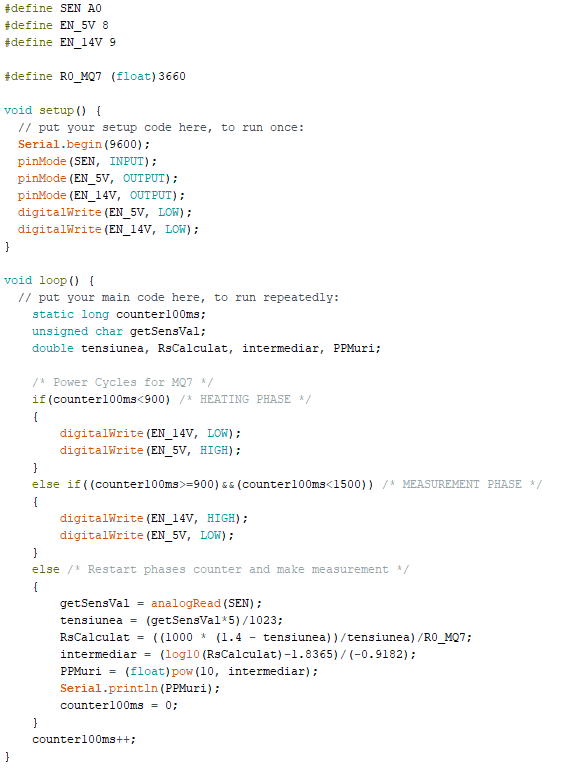 #define SEN A0
#define EN_5V 8
#define EN_14V 9
#define R0_MQ7 (float)3660
void setup() {
// put your setup code here, to run once:
Serial.begin(9600);
pinMode(SEN, INPUT);
pinMode(EN_5V, OUTPUT);
pinMode(EN_14V, OUTPUT);
digitalWrite(EN_5V, LOW);
digitalWrite(EN_14V, LOW);
}
void loop() {
// put your main code here, to run repeatedly:
static long counter100ms;
unsigned char getSensVal;
double tensiunea, RsCalculat, intermediar, PPMuri;
/* Power Cycles for MQ7 */
if(counter100ms<900) /* HEATING PHASE */
{
digitalWrite(EN_14V, LOW);
digitalWrite(EN_5V, HIGH);
}
else if((counter100ms>=900)&&(counter100ms<1500)) /* MEASUREMENT PHASE */
{
digitalWrite(EN_14V, HIGH);
digitalWrite(EN_5V, LOW);
}
else /* Restart phases counter and make measurement */
{
getSensVal = analogRead(SEN);
tensiunea = (getSensVal*5)/1023;
RsCalculat = ((1000 * (1.4 - tensiunea))/tensiunea)/R0_MQ7;
intermediar = (log10(RsCalculat)-1.8365)/(-0.9182);
PPMuri = (float)pow(10, intermediar);
Serial.println(PPMuri);
counter100ms = 0;
}
counter100ms++;
}